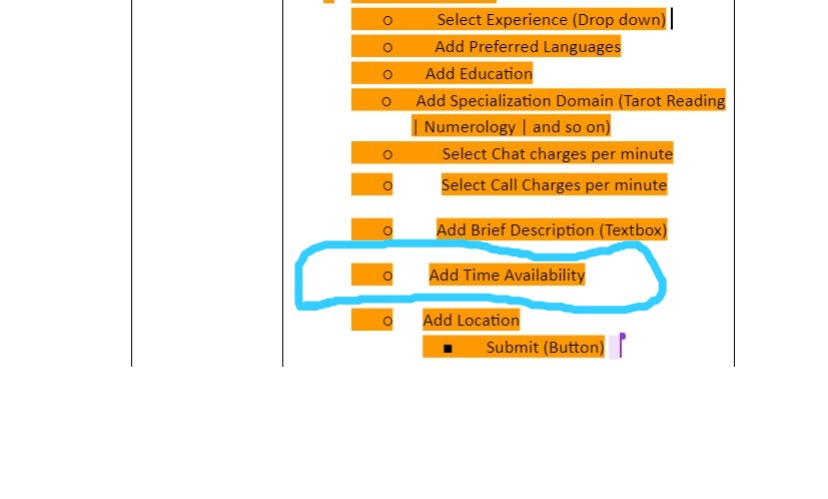 ○ Select Experience (Drop down)
○ Add Preferred Languages
○ Add Education
○ Add Specialization Domain (Tarot Reading
| Numerology | and so on)
○ Select Chat charges per minute
○ Select Call Charges per minute
○ Add Brief Description (Textbox)
○ Add Time Availability
○ Add Location
■ Submit (Button)